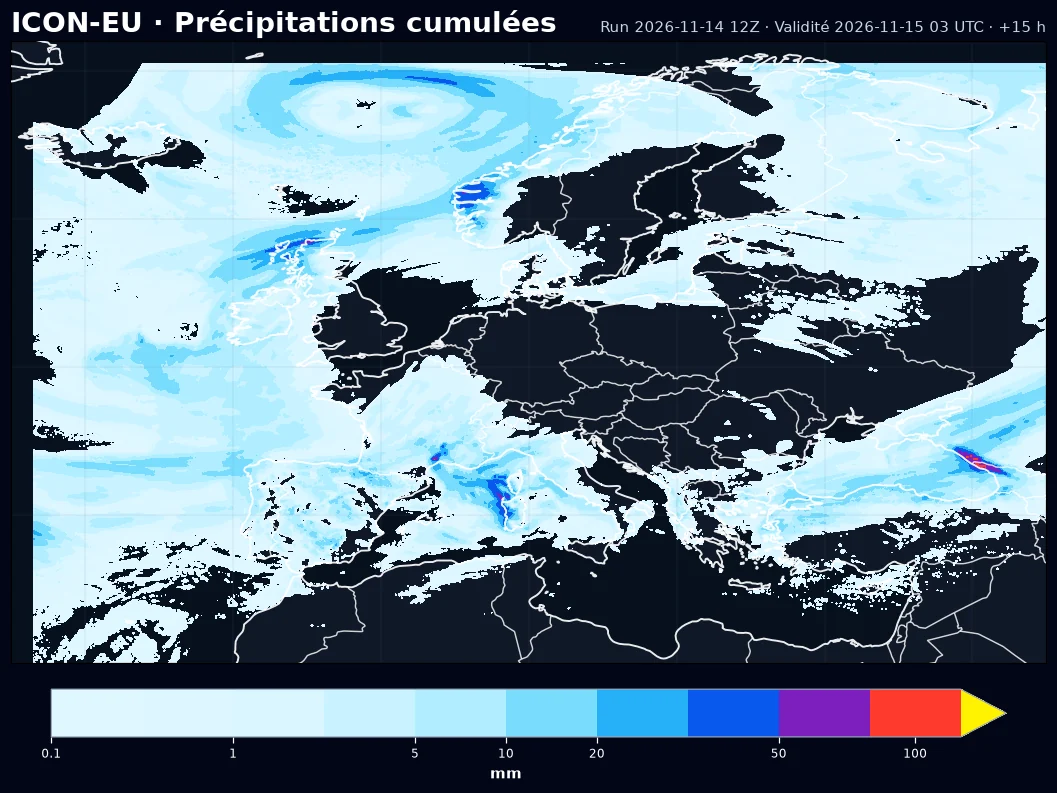 ICON-EU · Précipitations cumulées
Run 2026-11-14 12Z · Validité 2026-11-15 03 UTC · +15 h
0.1 1 5 10 20 50 100
mm